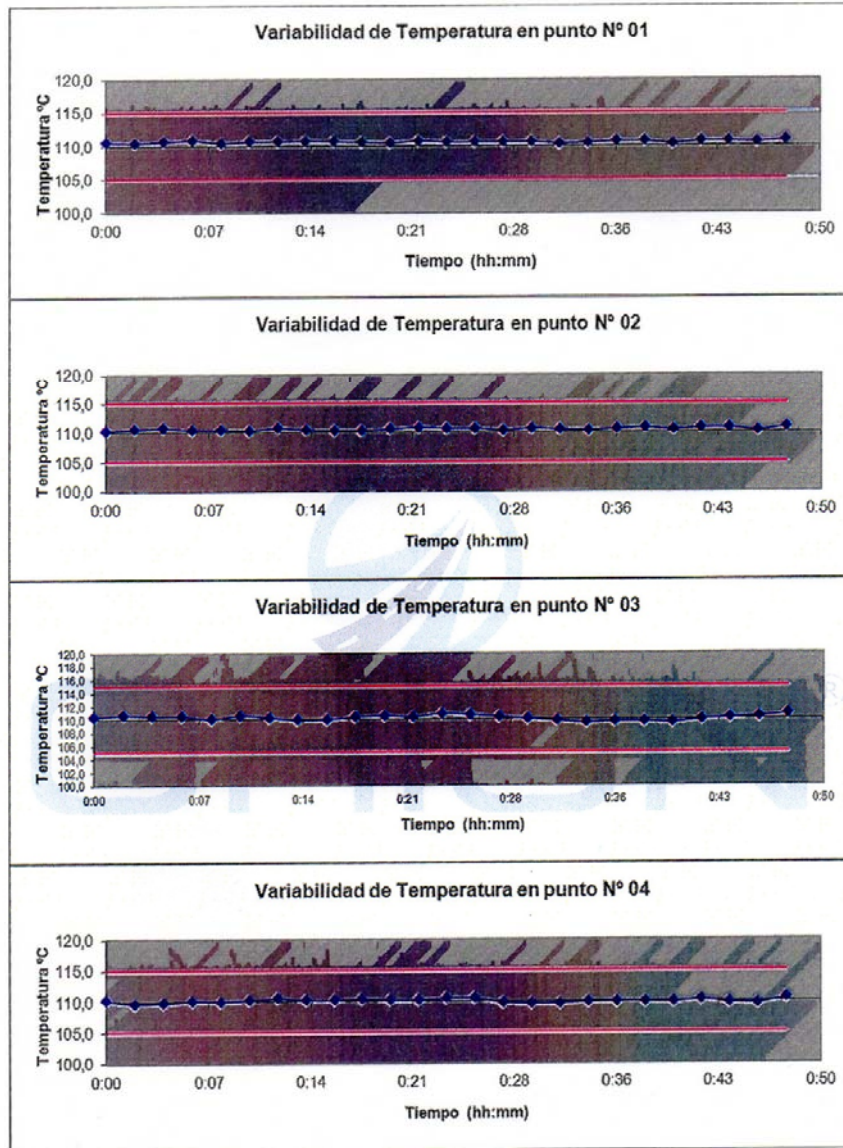 Variabilidad de Temperatura en punto Nº 01
Temperatura ºC
120,0
115,0
110,0
105,0
100,0
0:00 0:07 0:14 0:21 0:28 0:36 0:43 0:50
Tiempo (hh:mm)
Variabilidad de Temperatura en punto Nº 02
Temperatura ºC
120,0
115,0
110,0
105,0
100,0
0:00 0:07 0:14 0:21 0:28 0:36 0:43 0:50
Tiempo (hh:mm)
Variabilidad de Temperatura en punto Nº 03
Temperatura ºC
120,0
118,0
116,0
114,0
112,0
110,0
108,0
106,0
104,0
102,0
100,0
0:00 0:07 0:14 0:21 0:28 0:36 0:43 0:50
Tiempo (hh:mm)
Variabilidad de Temperatura en punto Nº 04
Temperatura ºC
120,0
115,0
110,0
105,0
100,0
0:00 0:07 0:14 0:21 0:28 0:36 0:43 0:50
Tiempo (hh:mm)